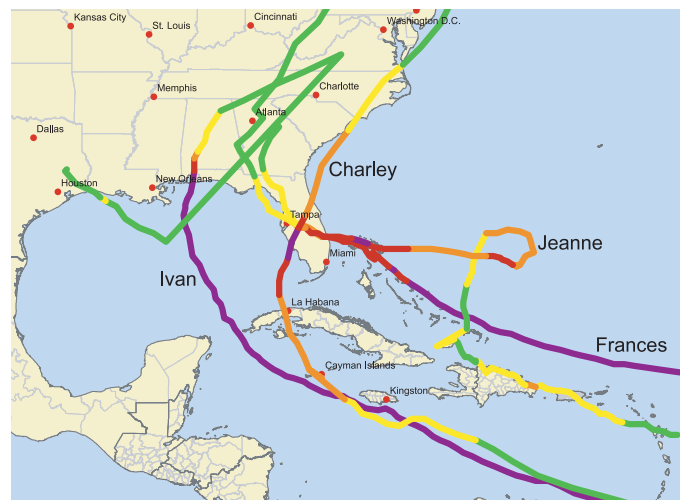 Kansas City
St. Louis
Cincinnati
Washington D.C.
Memphis
Charlotte
Atlanta
Dallas
Charley
Houston
New Orleans
Tampa
Jeanne
Miami
Ivan
La Habana
Frances
Cayman Islands
Kingston